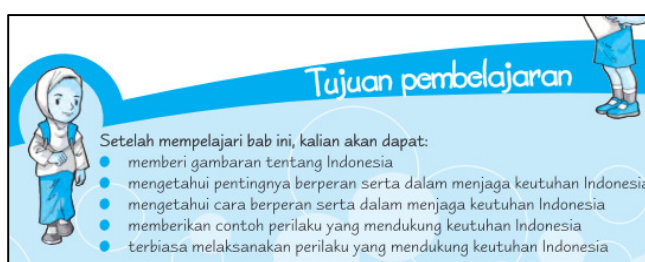 Tujuan pembelajaran
Setelah mempelajari bab ini, kalian akan dapat:
memberi gambaran tentang Indonesia
mengetahui pentingnya berperan serta dalam menjaga keutuhan Indonesia
mengetahui cara berperan serta dalam menjaga keutuhan Indonesia
memberikan contoh perilaku yang mendukung keutuhan Indonesia
terbiasa melaksanakan perilaku yang mendukung keutuhan Indonesia